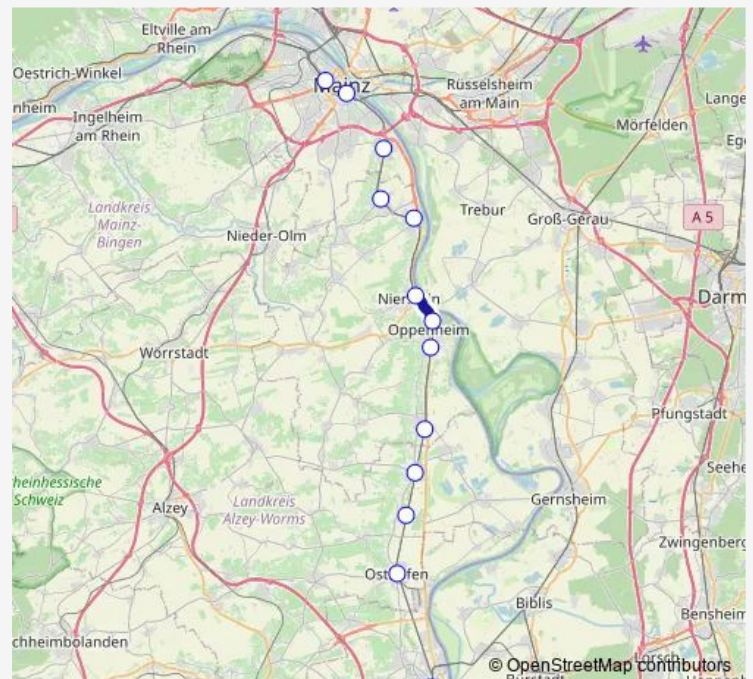 Eltville am
Rhein
Oestrich-Winkel
nheim
Ingelheim
am Rhein
Mainz
Rüsselsheim
am Main
Lange
Mörfelden
Ege
Landkreis
Mainz-
Bingen
Nieder-Olm
Trebur
Groß-Gerau
A 5
Darm
Oppenheim
Wörrstadt
Pfungstadt
heinhessische
Schweiz
Alzey
Landkreis
Alzey-Worms
Gernsheim
Seehe
Zwingenberg
Biblis
Bensheim
chheimbolanden
© OpenStreetMap contributors